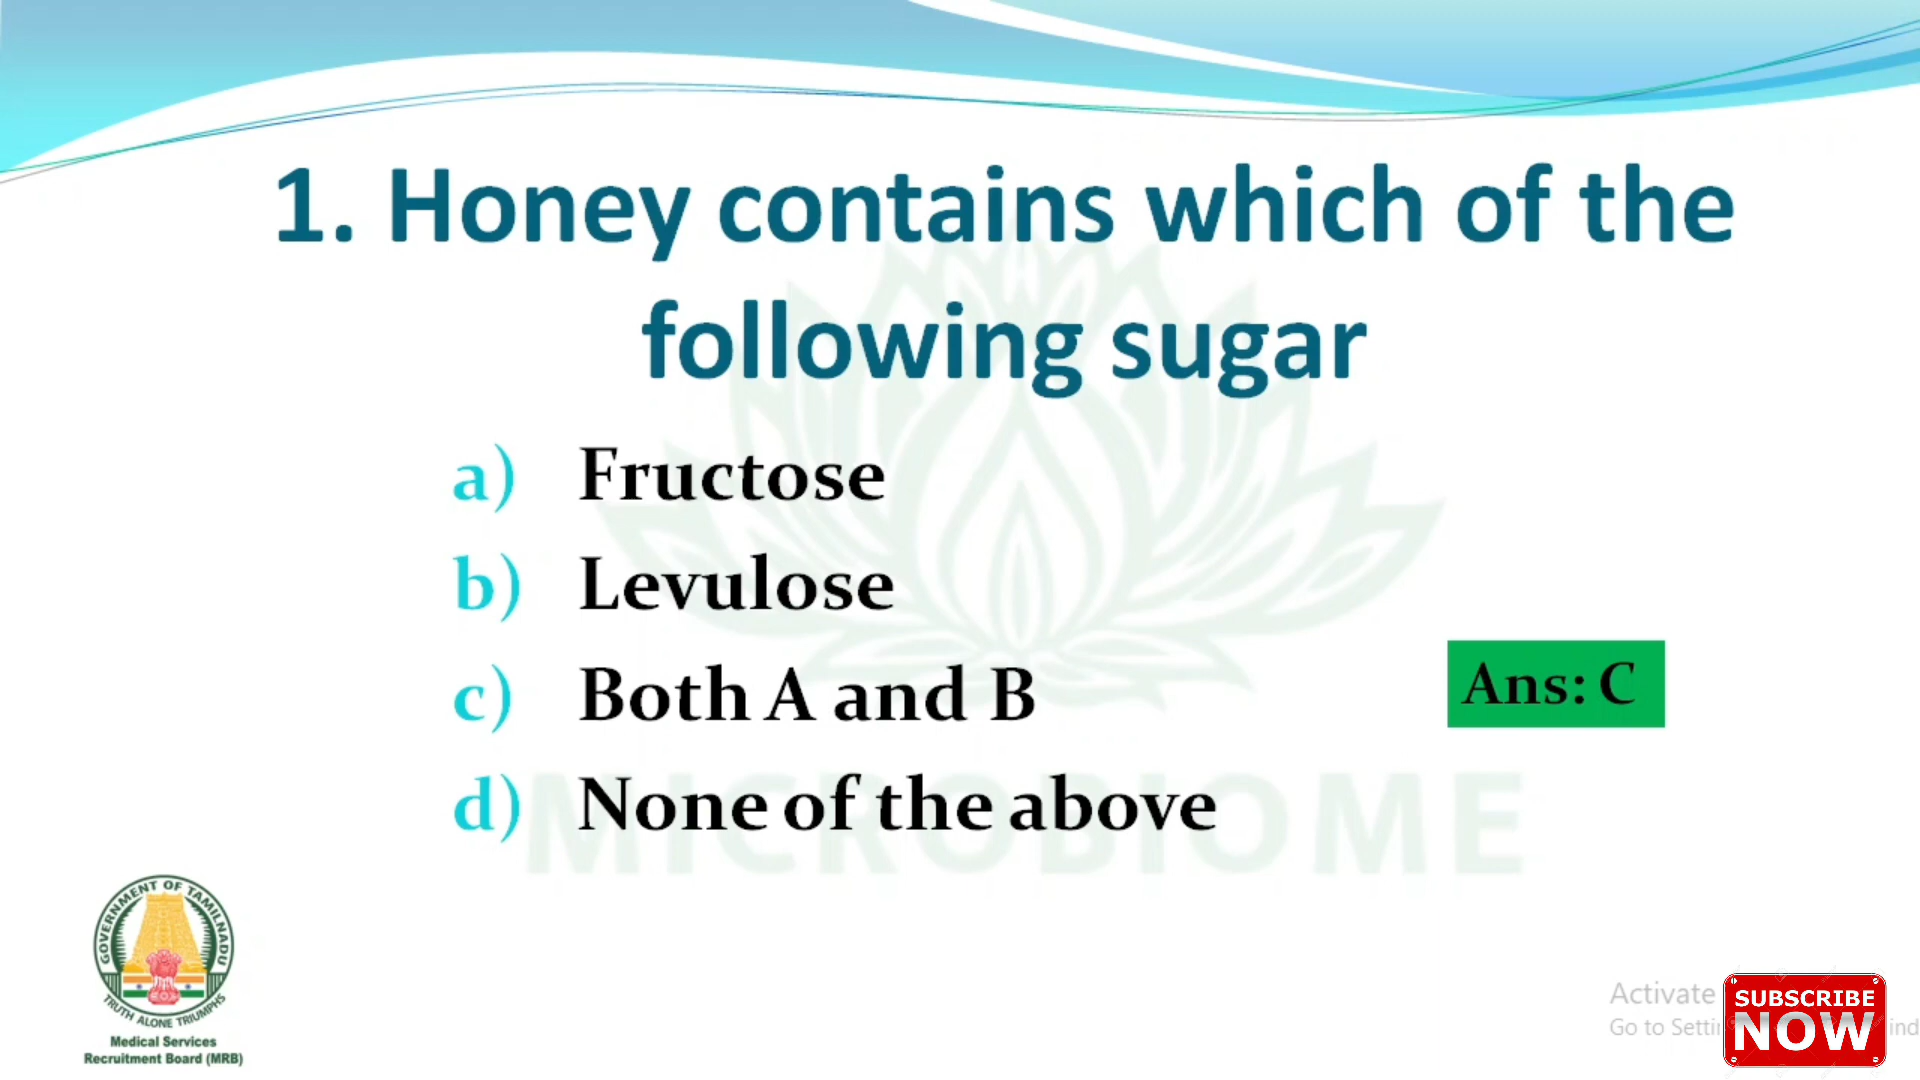 1. Honey contains which of the
following sugar
a) Fructose
b) Levulose
c) Both A and B
Ans: C
d) None of the above
MICROBIOME
GOVERNMENT OF TAMILNADU
TRUTH ALONE TRIUMPHS
Medical Services
Recruitment Board (MRB)
Activate
Go to
SUBSCRIBE
NOW